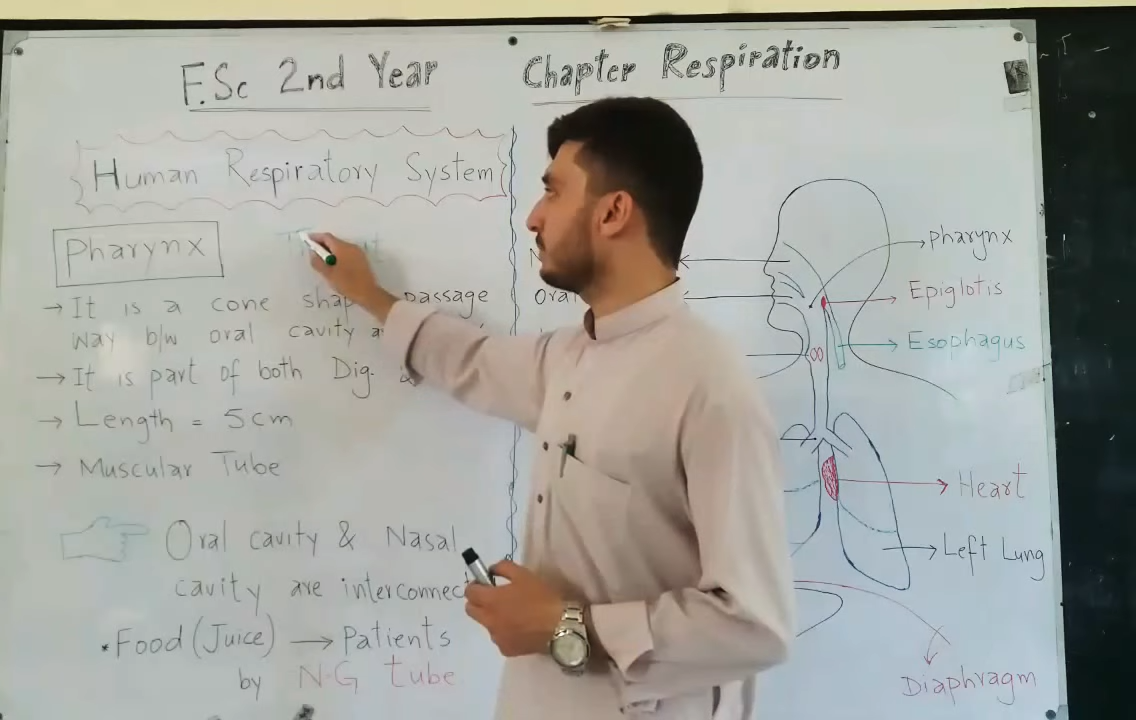 F.Sc 2nd Year
Chapter Respiration
Human Respiratory System
Pharynx
→ It is a cone passage
way b/w oral cavity
→ It is part of both Dig.
→ Length = 5cm
→ Muscular Tube
Oral cavity & Nasal
cavity are
*Food (Juice) → Patients
by N.G tube
Oral
pharynx
Epiglotis
Esophagus
Heart
Left Lung
Diaphragm